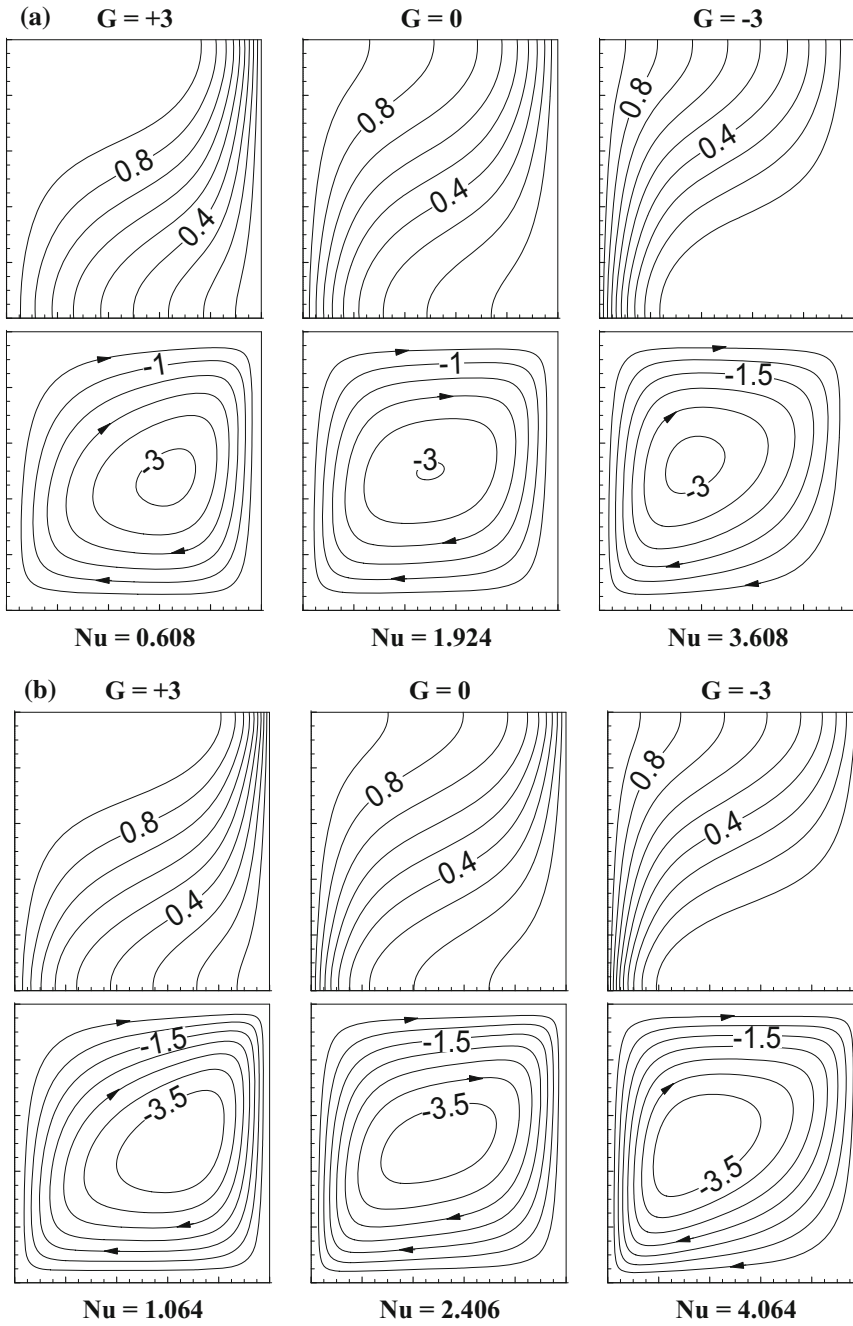 (a) G = +3 G = 0 G = -3
0.8 0.8 0.8
0.4 0.4 0.4
-1 -1 -1.5
-3 -3 -3
Nu = 0.608 Nu = 1.924 Nu = 3.608
(b) G = +3 G = 0 G = -3
0.8 0.8 0.8
0.4 0.4 0.4
-1.5 -1.5 -1.5
-3.5 -3.5 -3.5
Nu = 1.064 Nu = 2.406 Nu = 4.064